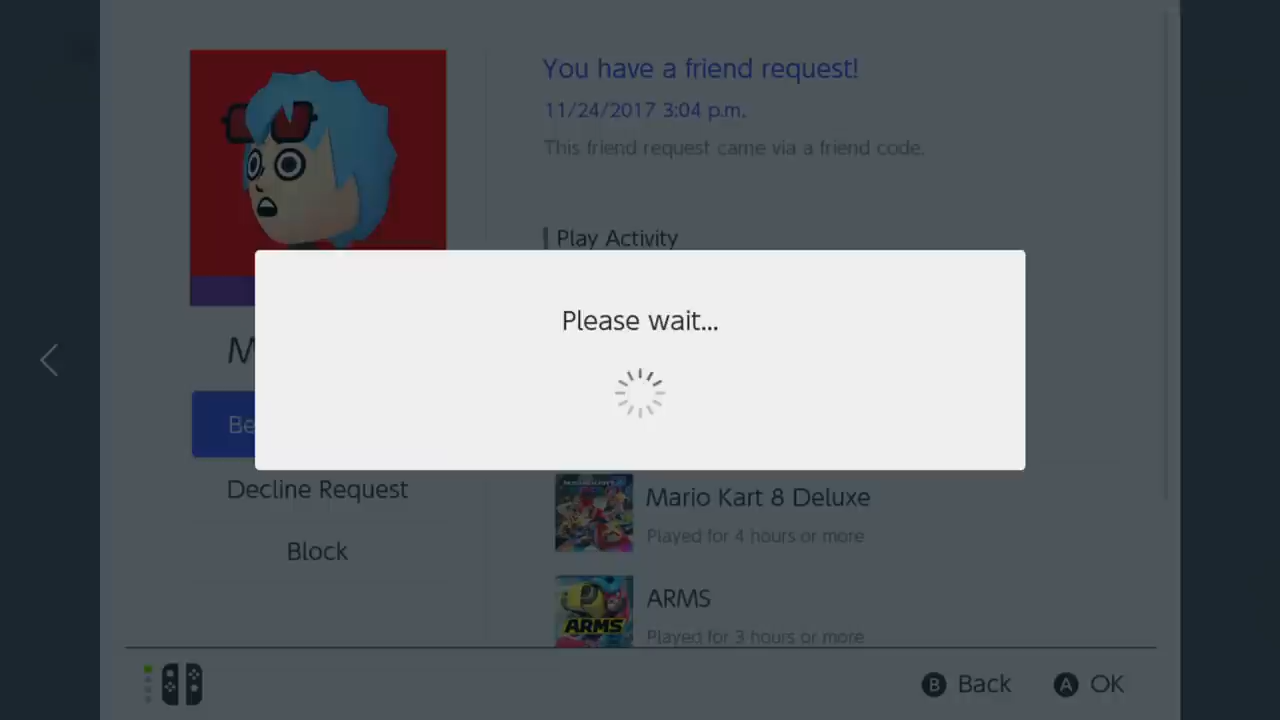 You have a friend request!
11/24/2017 3:04 p.m.
This friend request came via a friend code.
Play Activity
Please wait...
M
Be
Decline Request
Block
Mario Kart 8 Deluxe
Played for 4 hours or more
ARMS
ARMS
Played for 3 hours or more
B Back
A OK